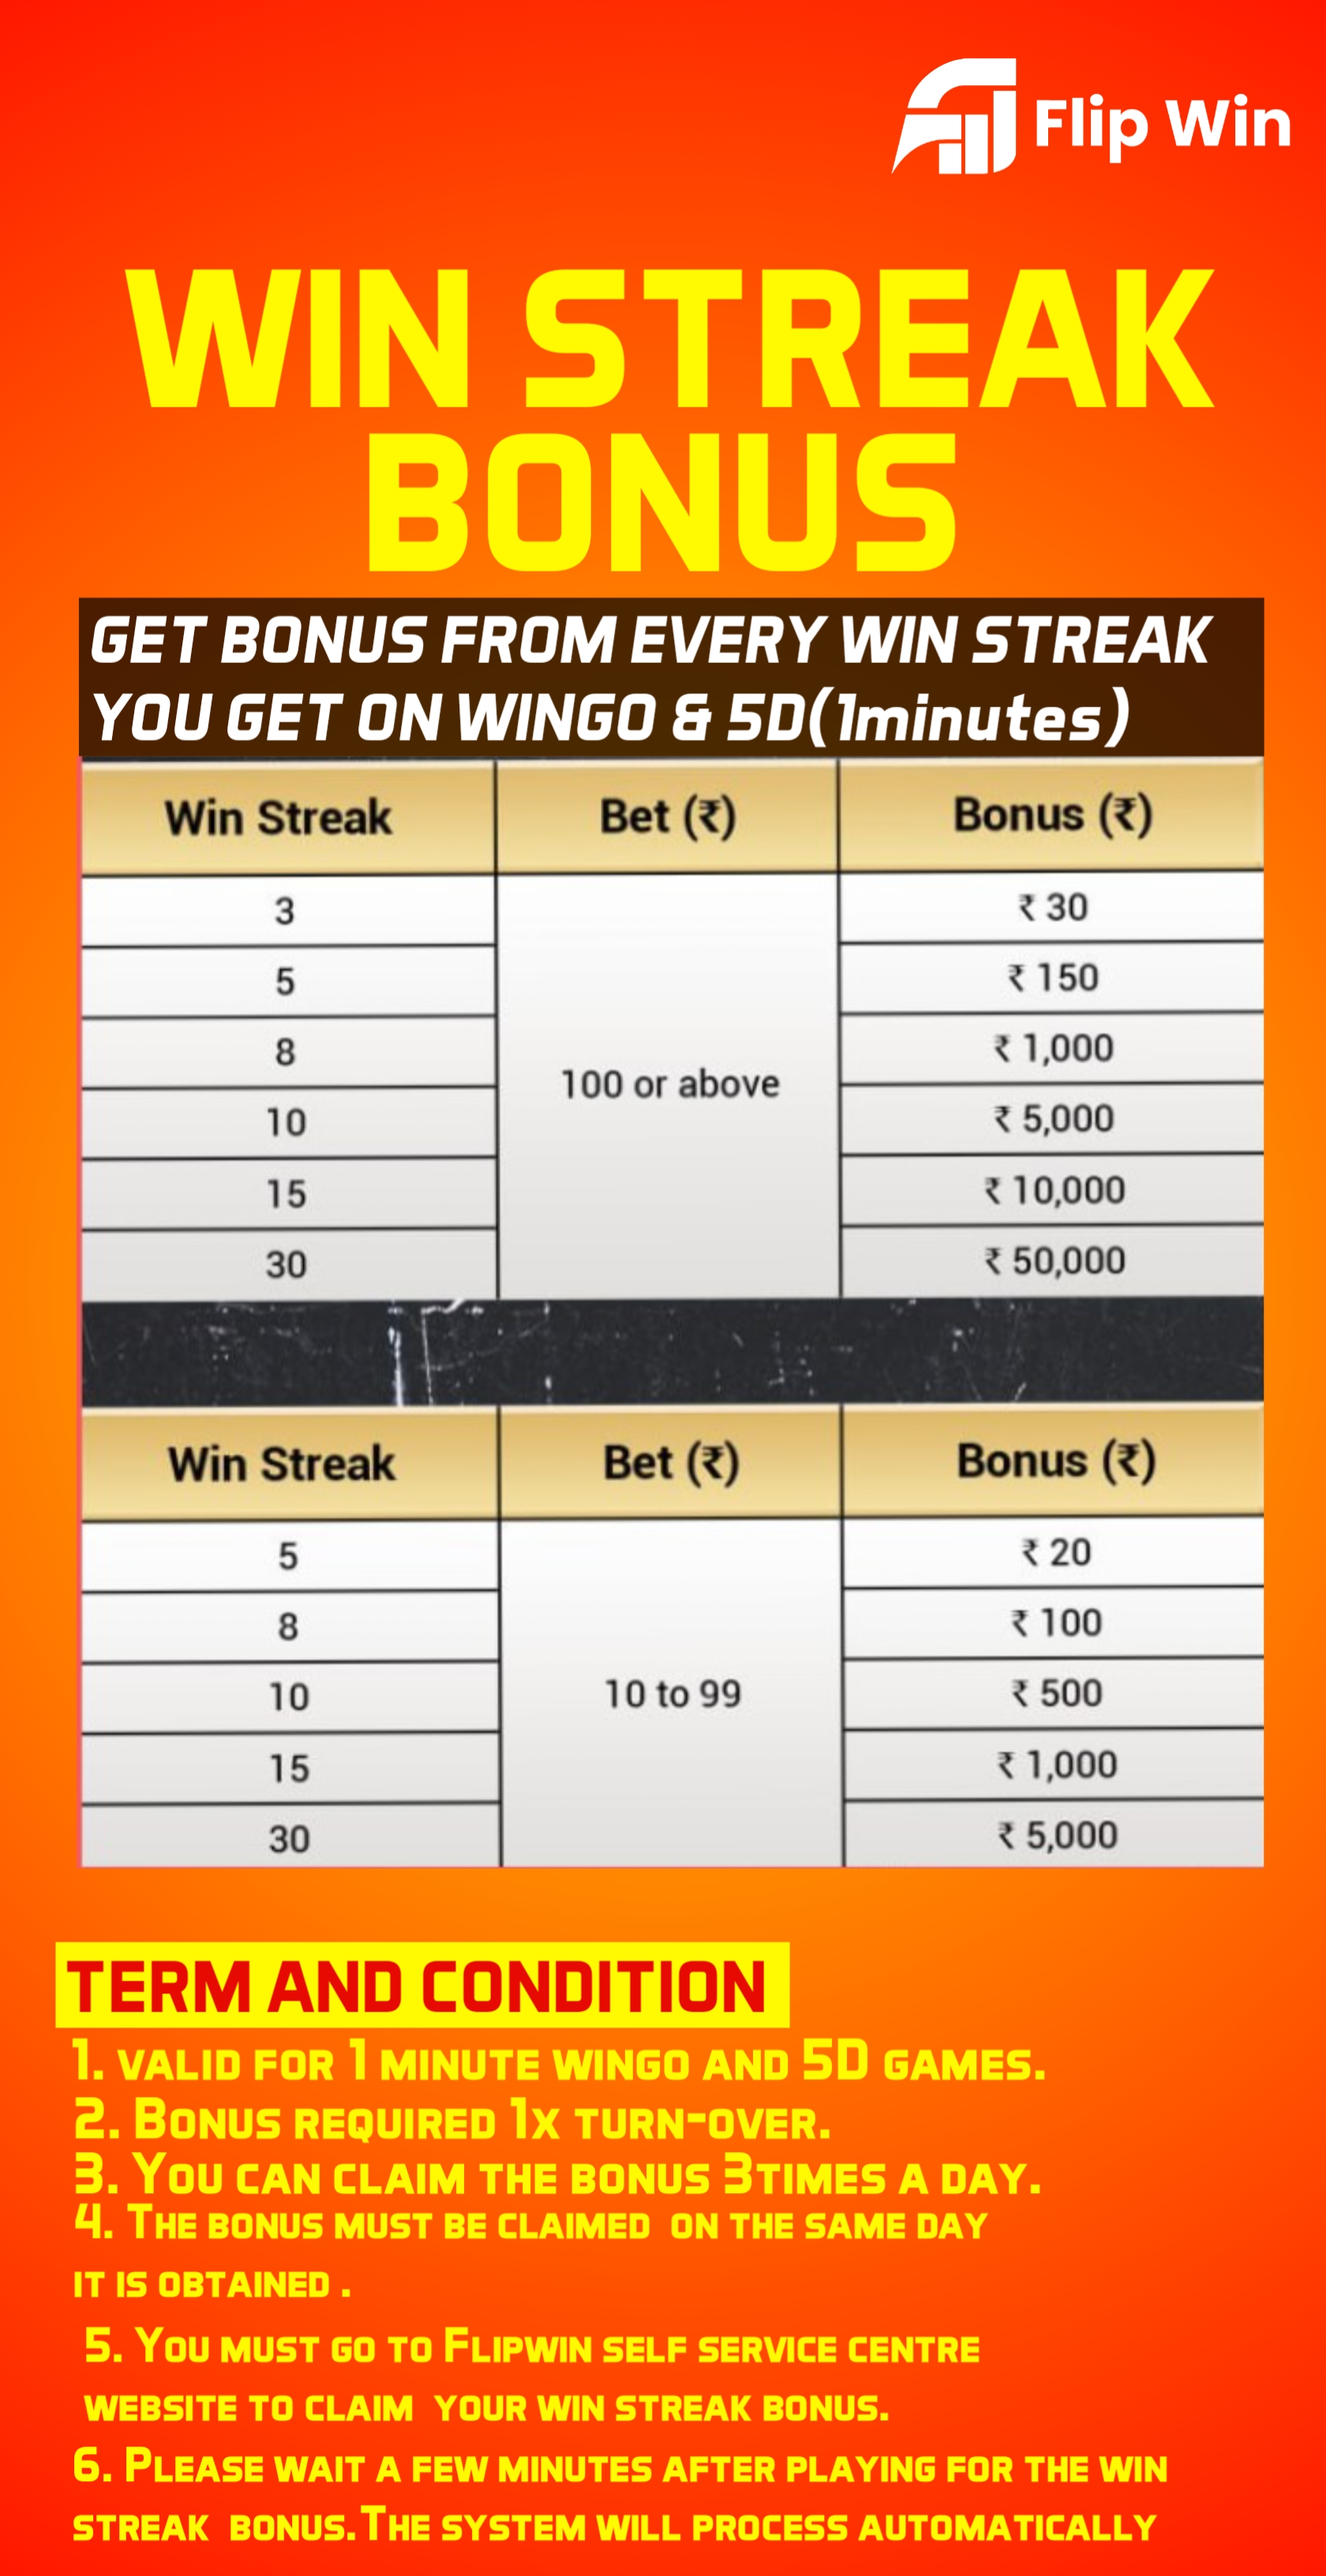 Flip Win
WIN STREAK
BONUS
GET BONUS FROM EVERY WIN STREAK
YOU GET ON WINGO & 5D(1minutes)
Win Streak Bet (₹) Bonus (₹)
3 ₹ 30
5 ₹ 150
8 ₹ 1,000
100 or above
10 ₹ 5,000
15 ₹ 10,000
30 ₹ 50,000
Win Streak Bet (₹) Bonus (₹)
5 ₹ 20
8 ₹ 100
10 10 to 99 ₹ 500
15 ₹ 1,000
30 ₹ 5,000
TERM AND CONDITION
1. VALID FOR 1 MINUTE WINGO AND 5D GAMES.
2. BONUS REQUIRED 1X TURN-OVER.
3. YOU CAN CLAIM THE BONUS 3TIMES A DAY.
4. THE BONUS MUST BE CLAIMED ON THE SAME DAY
IT IS OBTAINED .
5. YOU MUST GO TO FLIPWIN SELF SERVICE CENTRE
WEBSITE TO CLAIM YOUR WIN STREAK BONUS.
6. PLEASE WAIT A FEW MINUTES AFTER PLAYING FOR THE WIN
STREAK BONUS.THE SYSTEM WILL PROCESS AUTOMATICALLY